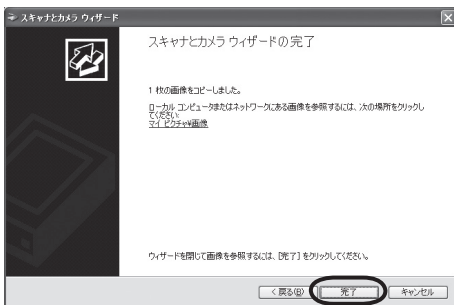 スキャナとカメラ ウィザード
スキャナとカメラ ウィザードの完了
1 枚の画像をコピーしました。
ローカル コンピュータまたはネットワークにある画像を参照するには、次の場所をクリックし
てください:
マイ ピクチャ¥画像
ウィザードを閉じて画像を参照するには、[完了] をクリックしてください。
< 戻る(B)
完了
キャンセル